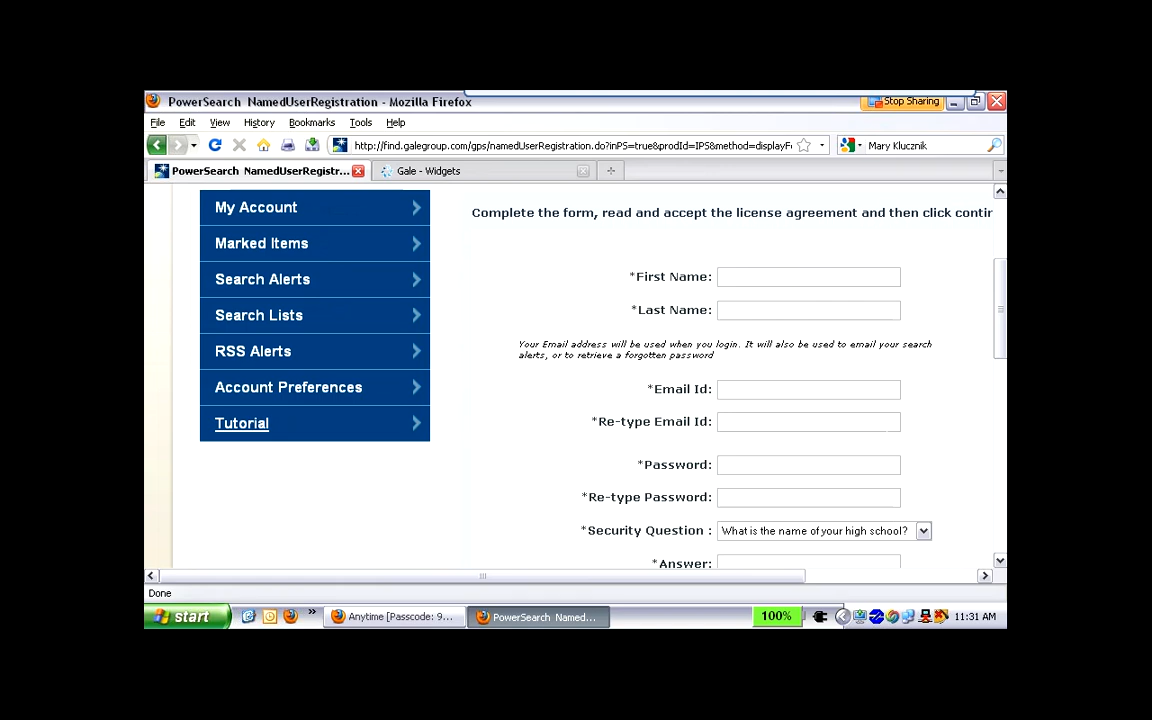 PowerSearch NamedUserRegistration - Mozilla Firefox
Stop Sharing
File Edit View History Bookmarks Tools Help
http://find.galegroup.com/gps/namedUserRegistration.do?inPS=true&prodId=IPS&method=displayF
Mary Klucznik
PowerSearch NamedUserRegistr...
Gale - Widgets
My Account
Marked Items
Search Alerts
Search Lists
RSS Alerts
Account Preferences
Tutorial
Complete the form, read and accept the license agreement and then click contin
*First Name:
*Last Name:
Your Email address will be used when you login. It will also be used to email your search
alerts, or to retrieve a forgotten password
*Email Id:
*Re-type Email Id:
*Password:
*Re-type Password:
*Security Question : What is the name of your high school?
*Answer:
Done
start
Anytime [Passcode: 9...
PowerSearch Named...
100%
11:31 AM